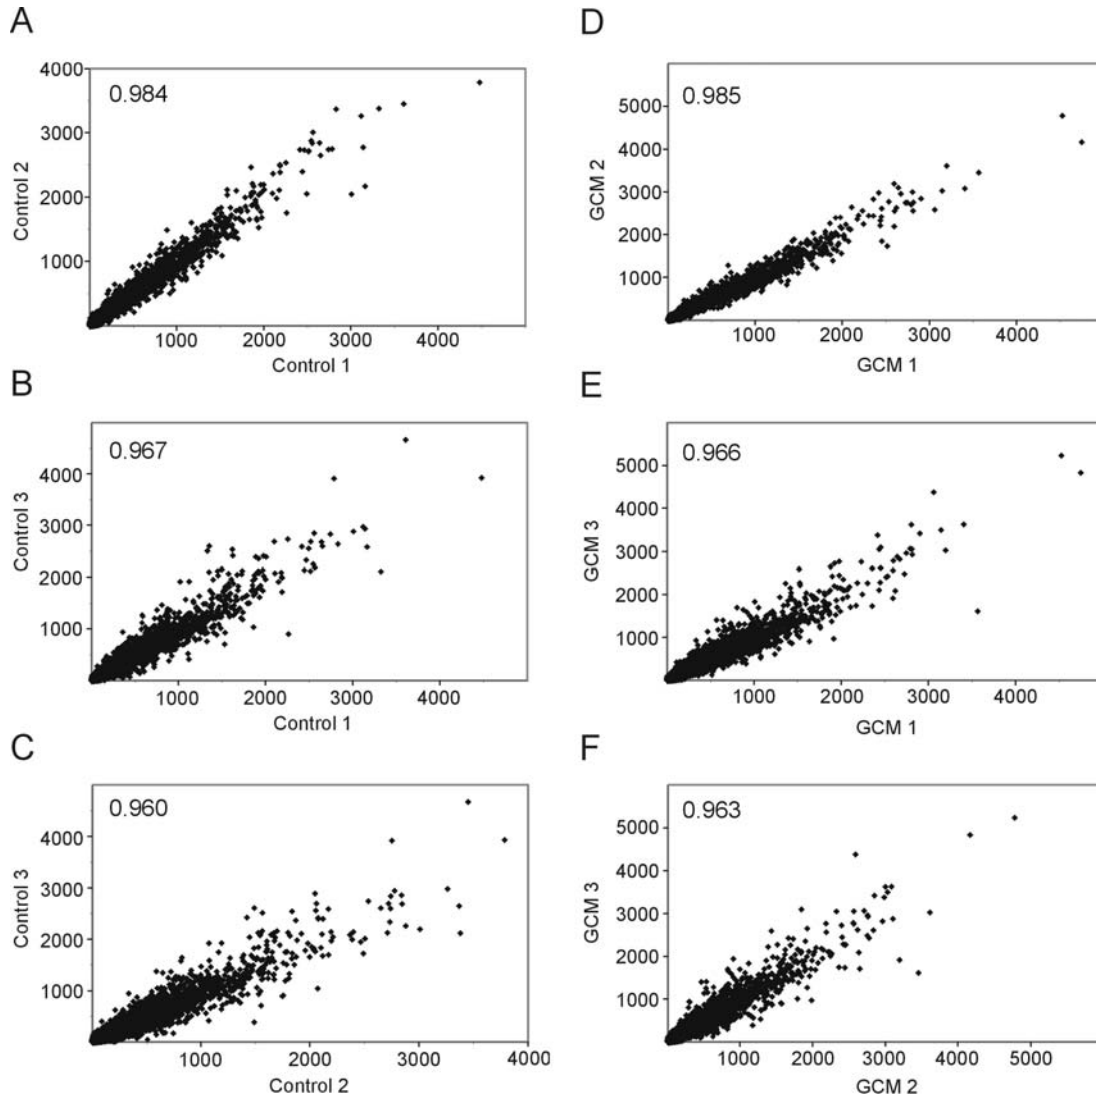 A
0.984
4000
3000
2000
1000
Control 2
1000 2000 3000 4000
Control 1
B
0.967
4000
3000
2000
1000
Control 3
1000 2000 3000 4000
Control 1
C
0.960
4000
3000
2000
1000
Control 3
1000 2000 3000 4000
Control 2
D
0.985
5000
4000
3000
2000
1000
GCM 2
1000 2000 3000 4000
GCM 1
E
0.966
5000
4000
3000
2000
1000
GCM 3
1000 2000 3000 4000
GCM 1
F
0.963
5000
4000
3000
2000
1000
GCM 3
1000 2000 3000 4000 5000
GCM 2